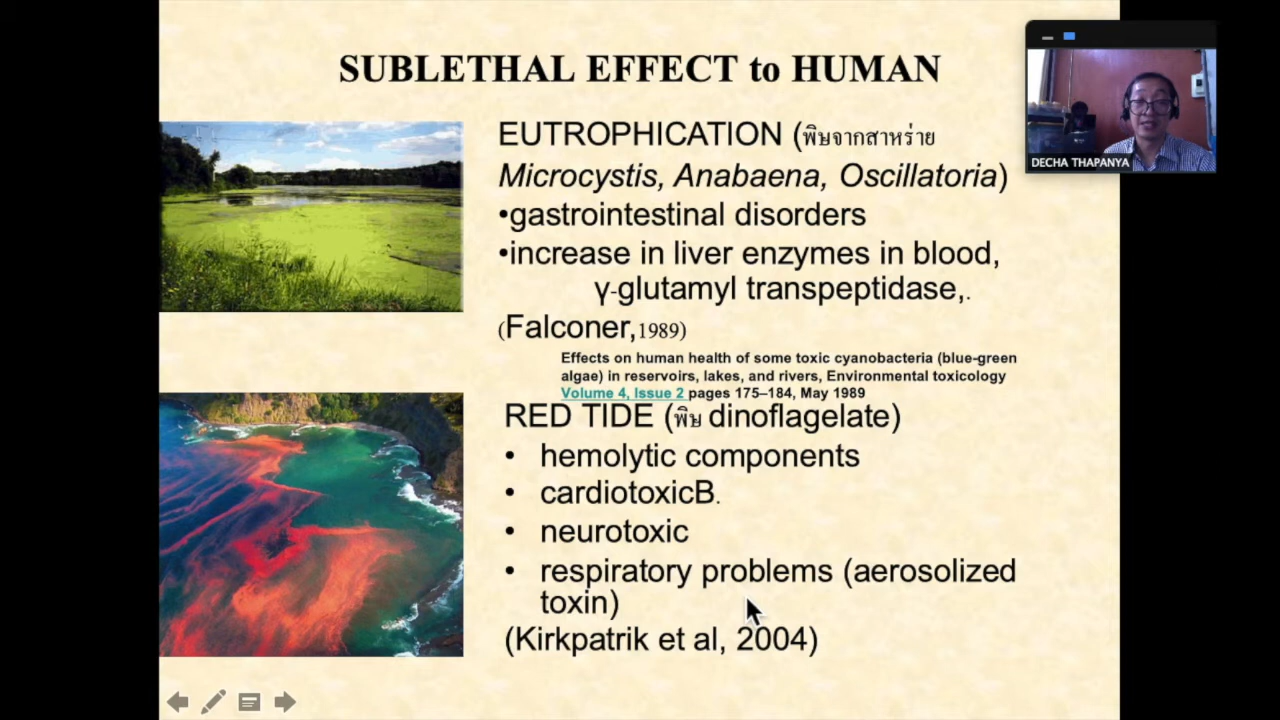 SUBLETHAL EFFECT to HUMAN
EUTROPHICATION (พิษจากสาหร่าย
Microcystis, Anabaena, Oscillatoria)
•gastrointestinal disorders
•increase in liver enzymes in blood,
γ-glutamyl transpeptidase,.
(Falconer,1989)
Effects on human health of some toxic cyanobacteria (blue-green
algae) in reservoirs, lakes, and rivers, Environmental toxicology
Volume 4, Issue 2 pages 175–184, May 1989
RED TIDE (พิษ dinoflagelate)
• hemolytic components
• cardiotoxicB.
• neurotoxic
• respiratory problems (aerosolized
toxin)
(Kirkpatrik et al, 2004)
DECHA THAPANYA